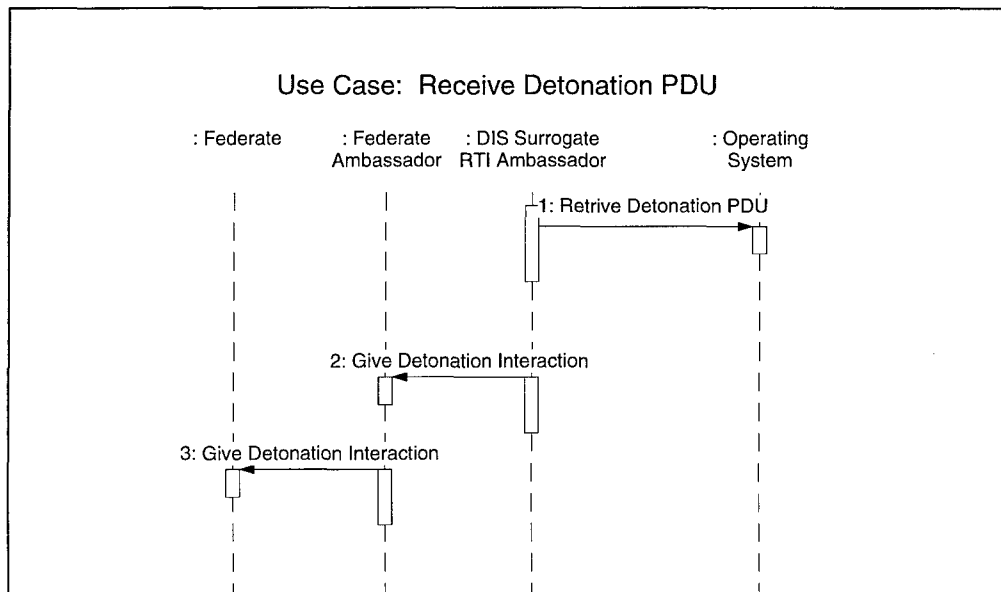 Use Case: Receive Detonation PDU
: Federate
: Federate
Ambassador
: DIS Surrogate
RTI Ambassador
: Operating
System
1: Retrive Detonation PDU
2: Give Detonation Interaction
3: Give Detonation Interaction